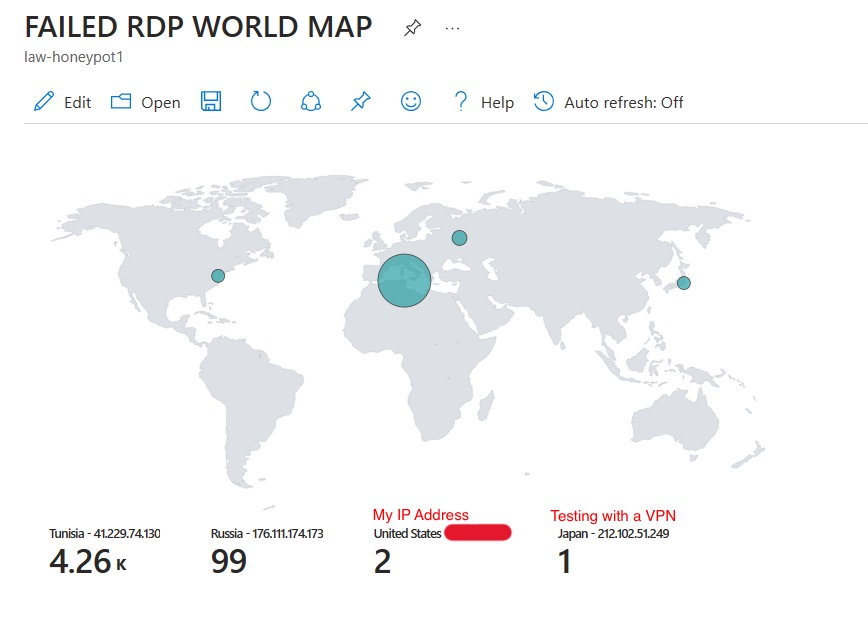 FAILED RDP WORLD MAP
law-honeypot1
Edit Open Help Auto refresh: Off
My IP Address Testing with a VPN
Tunisia - 41.229.74.130 Russia - 176.111.174.173 United States Japan - 212.102.51.249
4.26 K 99 2 1